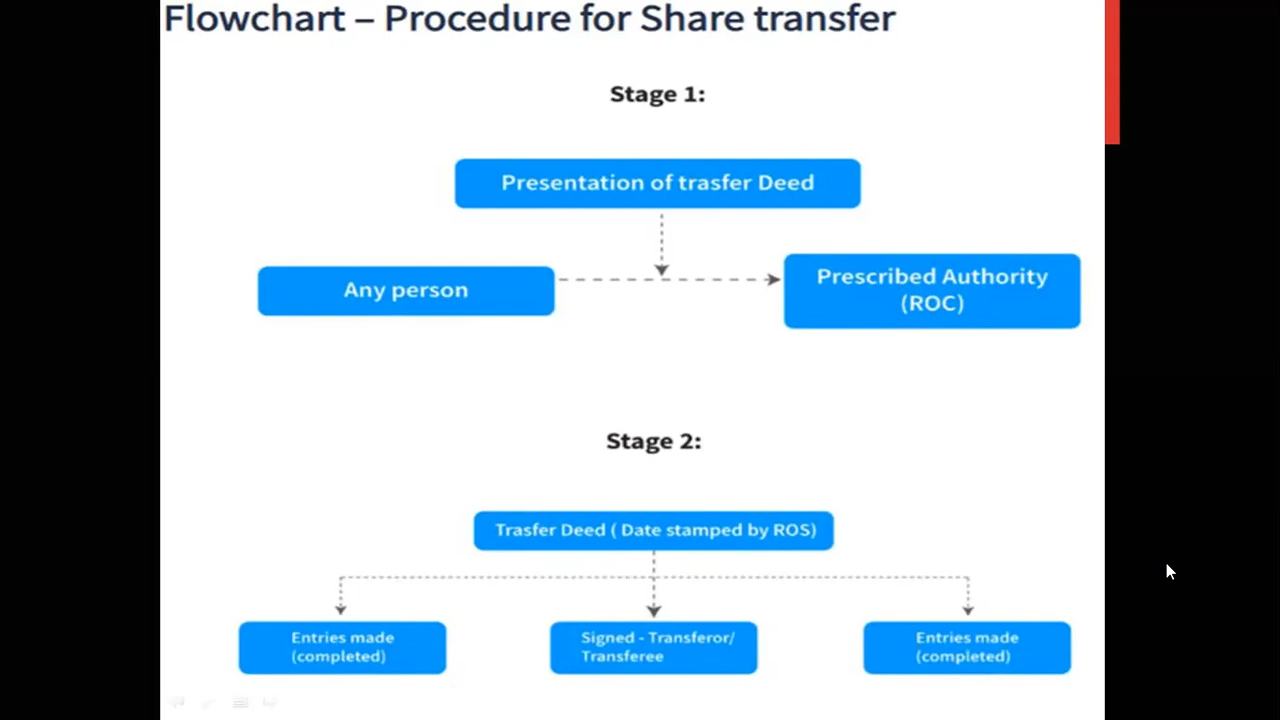 Flowchart – Procedure for Share transfer
Stage 1:
Presentation of trasfer Deed
Any person
Prescribed Authority
(ROC)
Stage 2:
Trasfer Deed ( Date stamped by ROS)
Entries made
(completed)
Signed - Transferor/
Transferee
Entries made
(completed)